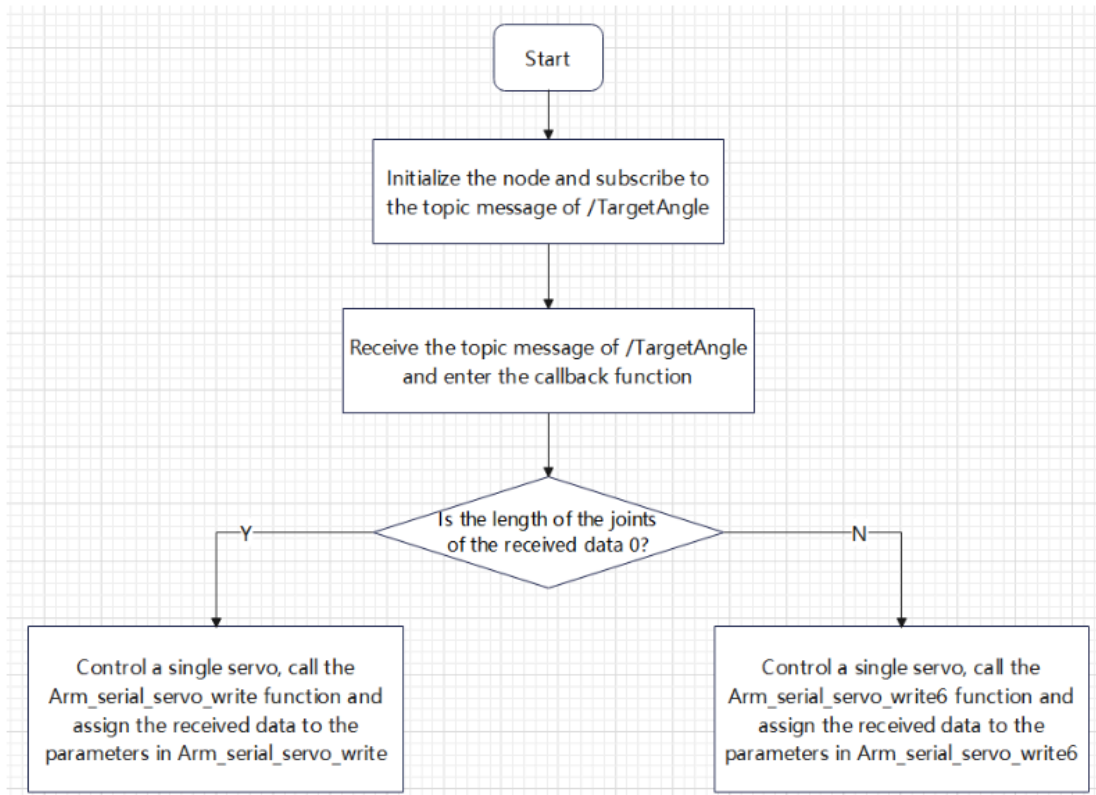 Start
Initialize the node and subscribe to
the topic message of /TargetAngle
Receive the topic message of /TargetAngle
and enter the callback function
Is the length of the joints
of the received data 0?
Y
N
Control a single servo, call the
Arm_serial_servo_write function and
assign the received data to the
parameters in Arm_serial_servo_write
Control a single servo, call the
Arm_serial_servo_write6 function and
assign the received data to the
parameters in Arm_serial_servo_write6